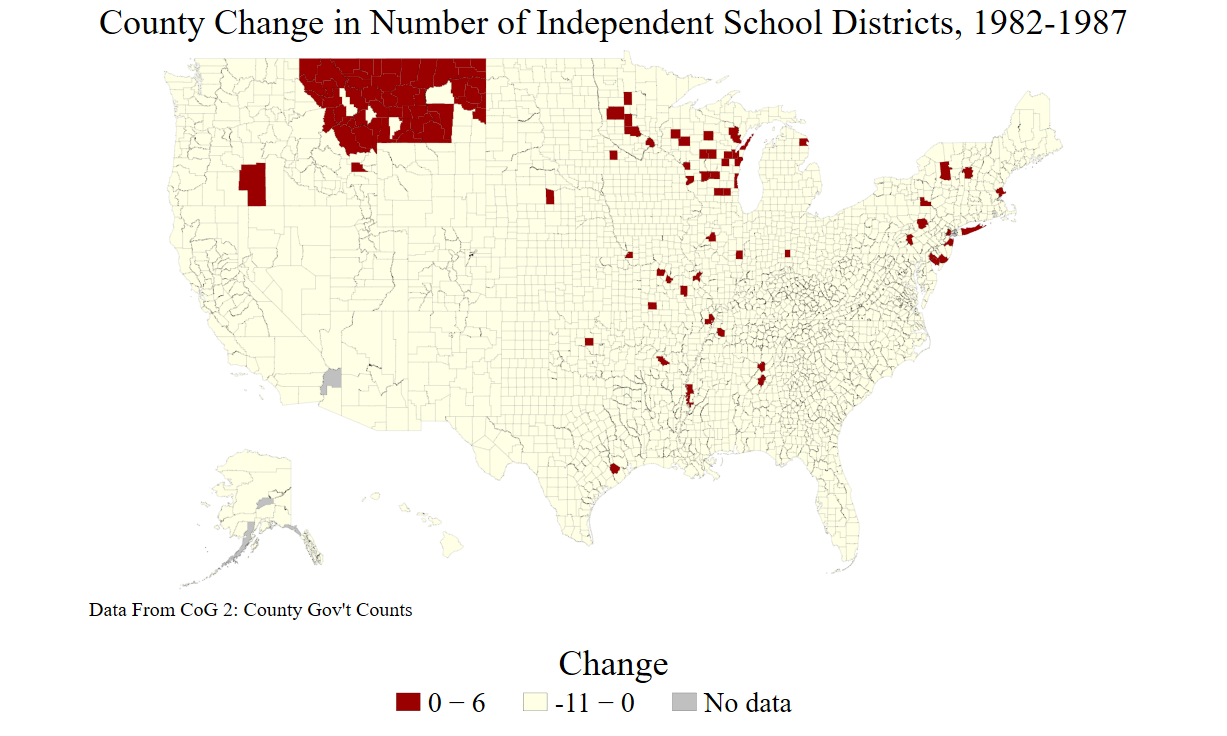 County Change in Number of Independent School Districts, 1982-1987
Data From CoG 2: County Gov't Counts
Change
0 − 6 -11 − 0 No data